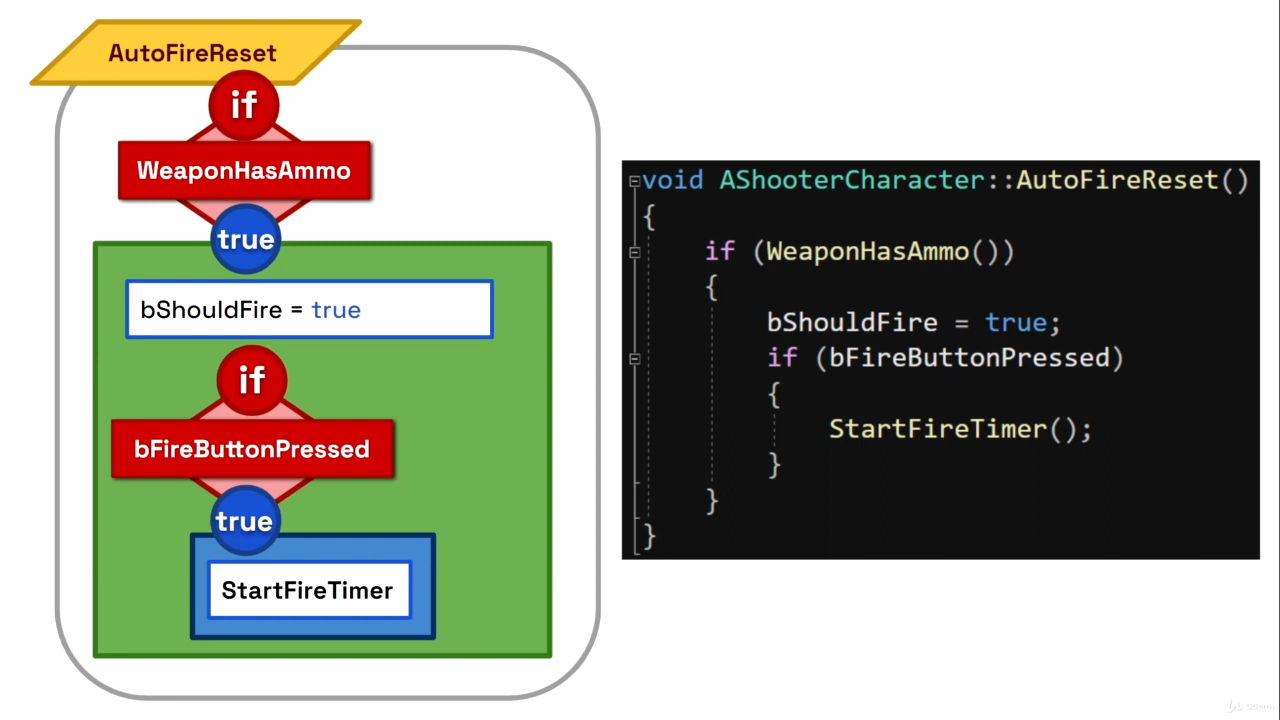 AutoFireReset
if
WeaponHasAmmo
true
bShouldFire = true
if
bFireButtonPressed
true
StartFireTimer
void AShooterCharacter::AutoFireReset()
{
if (WeaponHasAmmo())
{
bShouldFire = true;
if (bFireButtonPressed)
{
StartFireTimer();
}
}
}